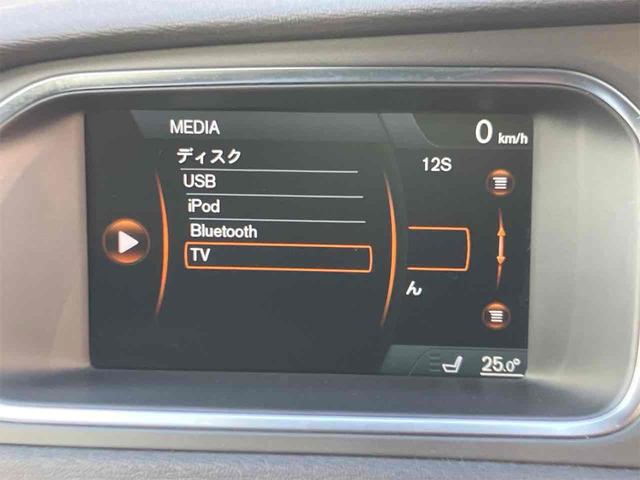 MEDIA
0 km/h
ディスク
12S
USB
iPod
Bluetooth
TV
ん
25.0°